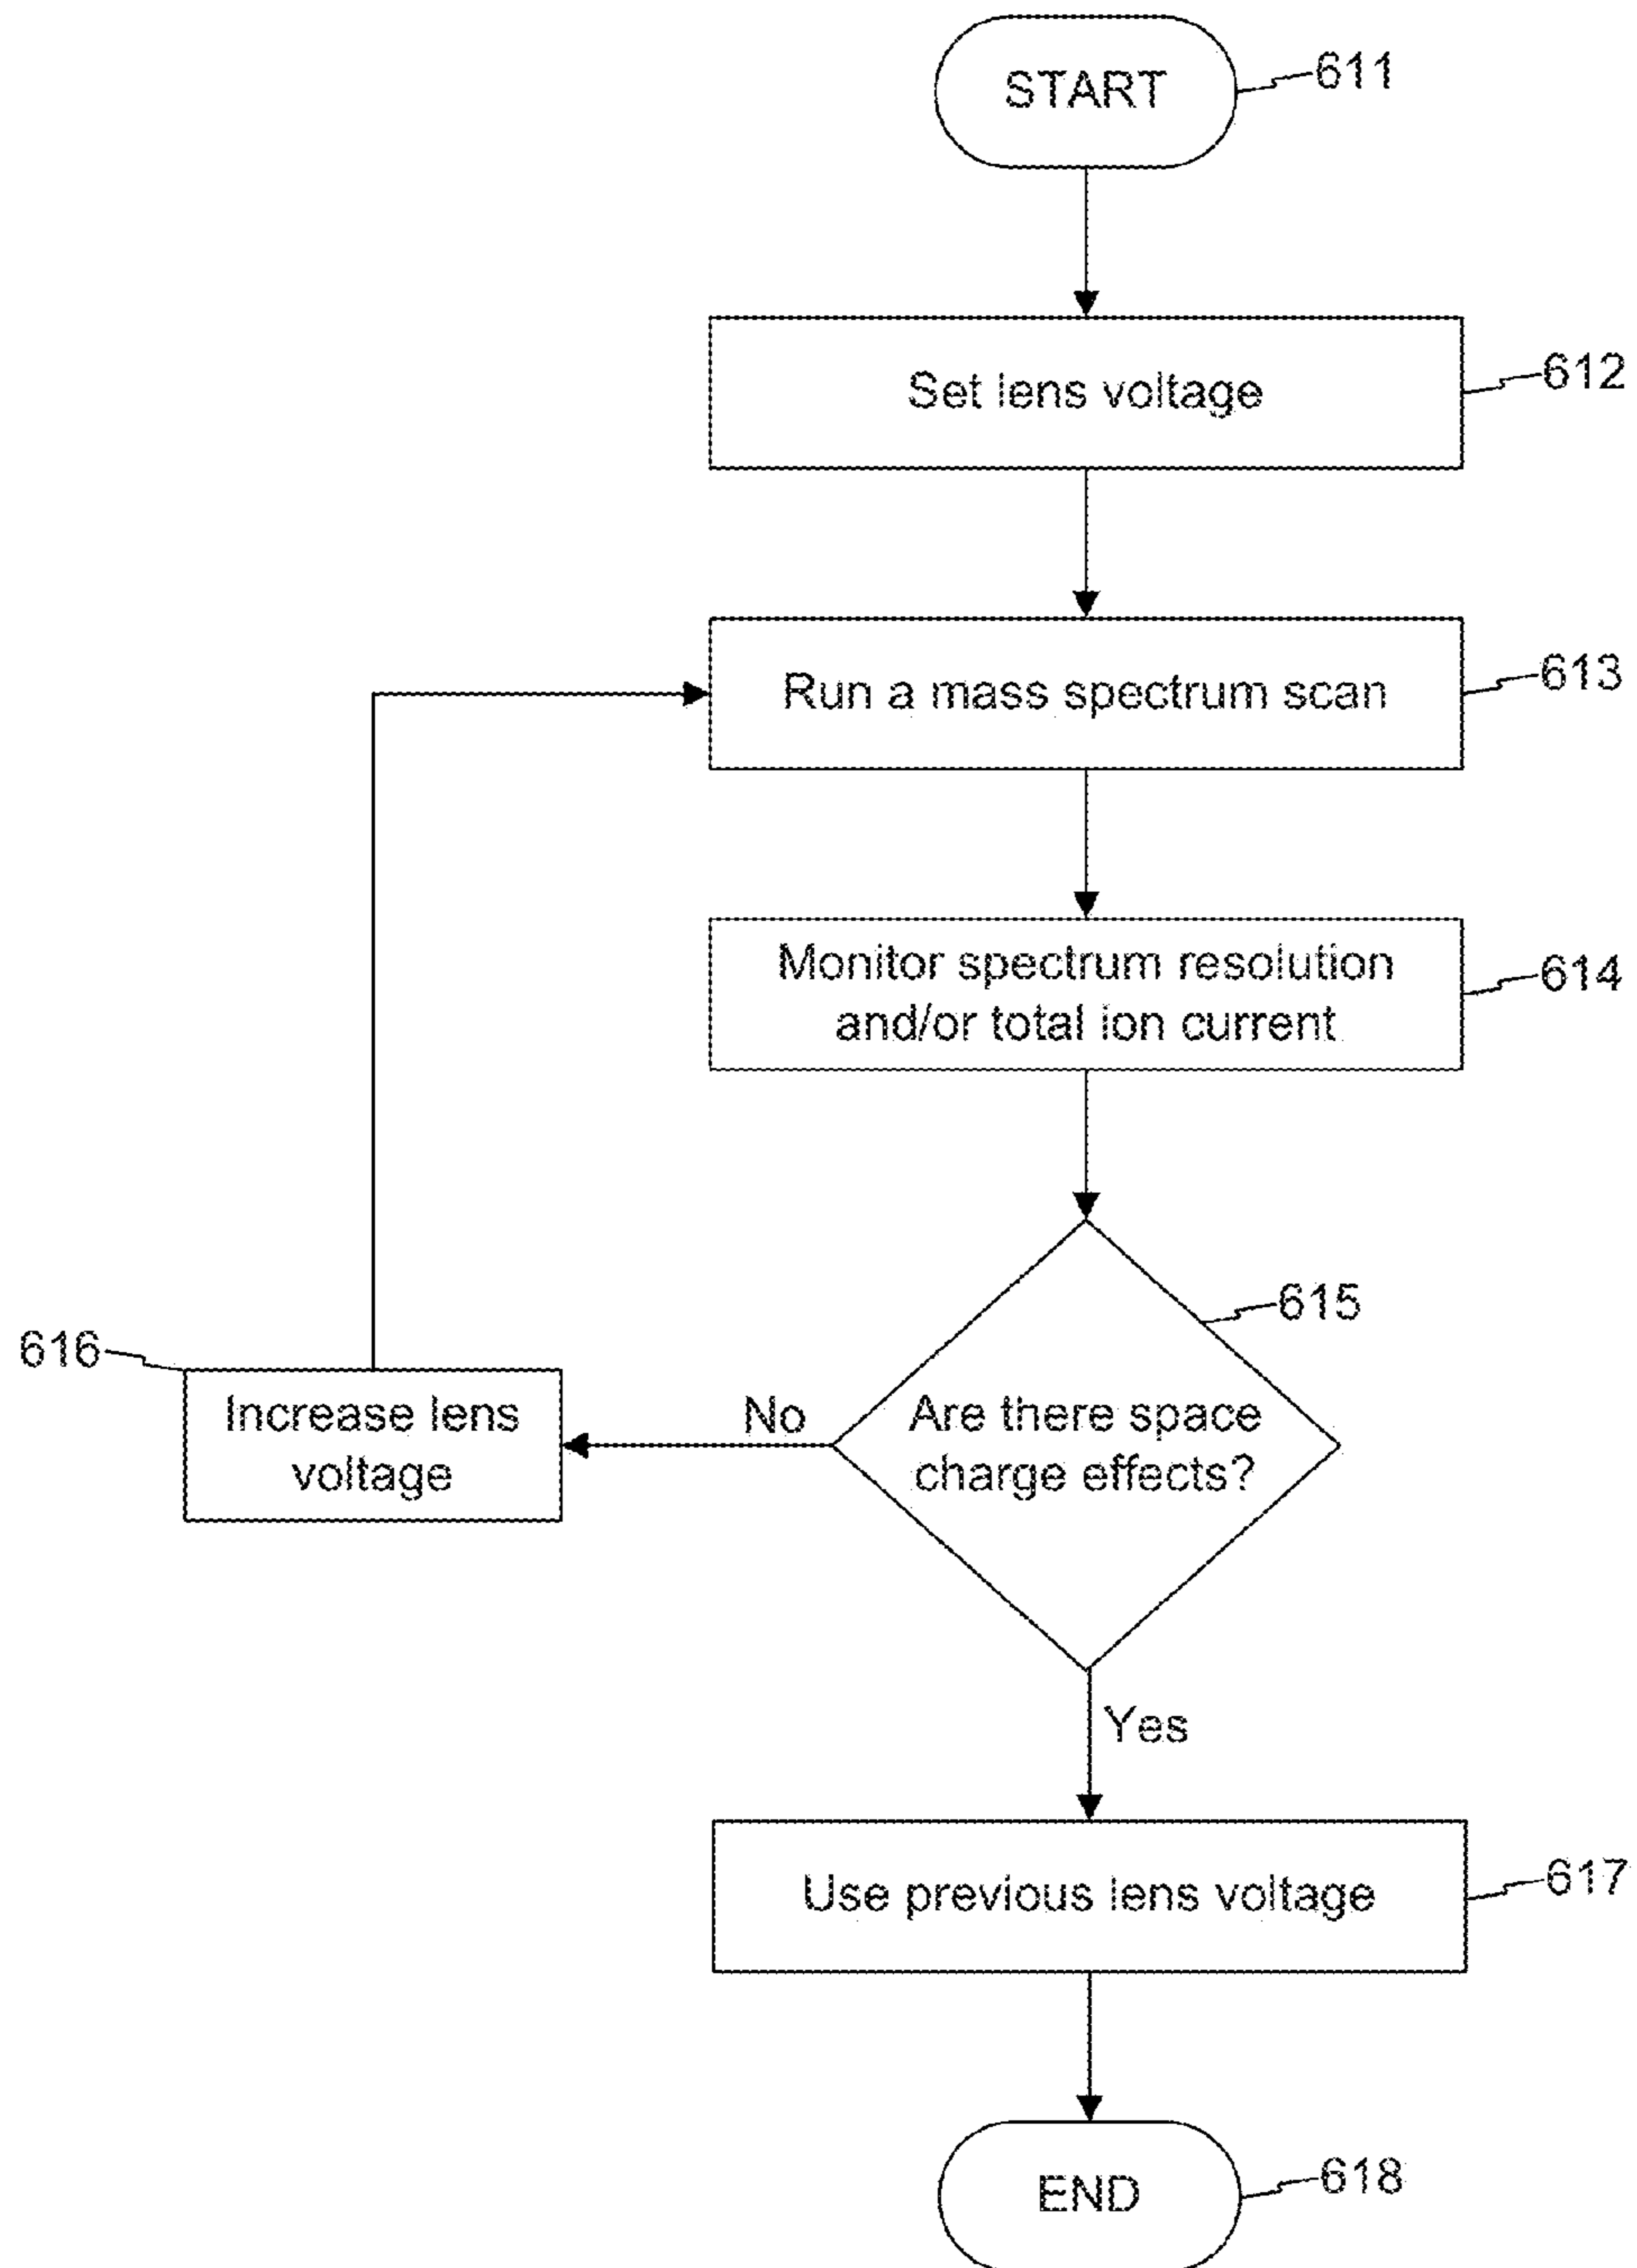 START
611
Set lens voltage
612
Run a mass spectrum scan
613
Monitor spectrum resolution
and/or total ion current
614
615
Are there space
charge effects?
No
616
Increase lens
voltage
Yes
Use previous lens voltage
617
END
618